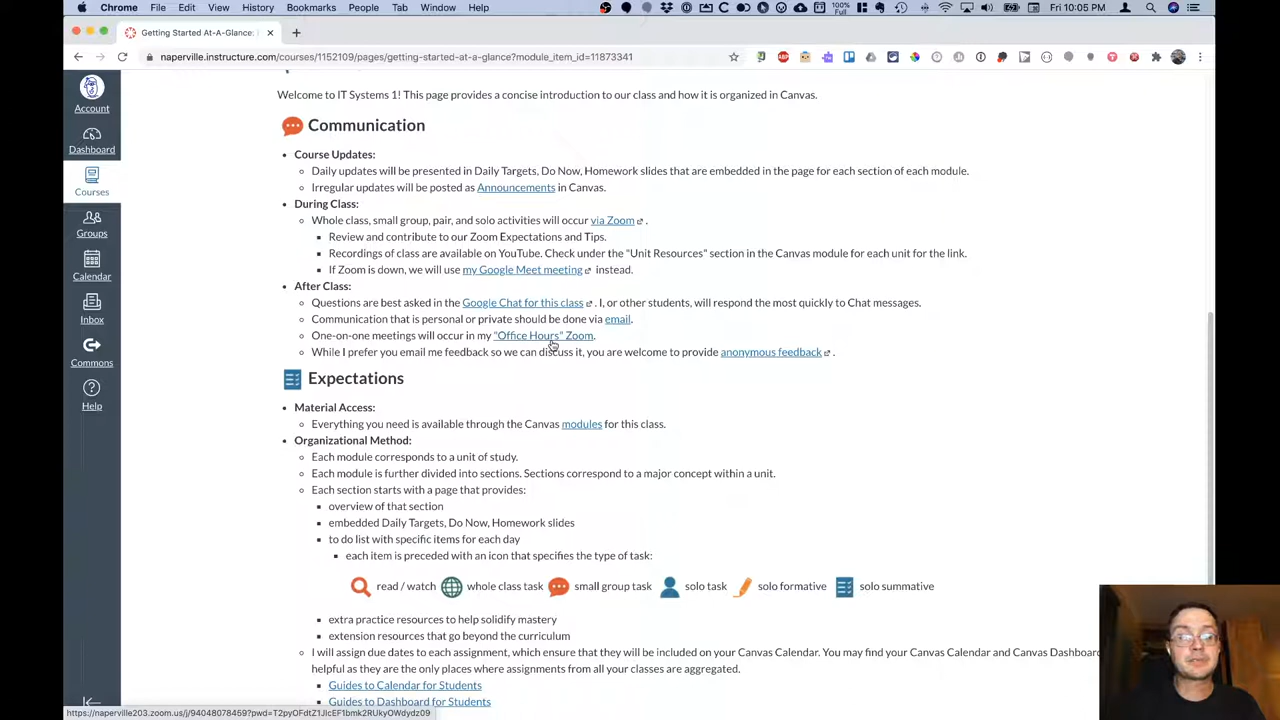 Chrome File Edit View History Bookmarks People Tab Window Help 100% Full Fri 10:05 PM
Getting Started At-A-Glance:
naperville.instructure.com/courses/1152109/pages/getting-started-at-a-glance?module_item_id=11873341
Account
Dashboard
Courses
Groups
Calendar
Inbox
Commons
Help
Welcome to IT Systems 1! This page provides a concise introduction to our class and how it is organized in Canvas.
Communication
Course Updates:
Daily updates will be presented in Daily Targets, Do Now, Homework slides that are embedded in the page for each section of each module.
Irregular updates will be posted as Announcements in Canvas.
During Class:
Whole class, small group, pair, and solo activities will occur via Zoom .
Review and contribute to our Zoom Expectations and Tips.
Recordings of class are available on YouTube. Check under the "Unit Resources" section in the Canvas module for each unit for the link.
If Zoom is down, we will use my Google Meet meeting instead.
After Class:
Questions are best asked in the Google Chat for this class . I, or other students, will respond the most quickly to Chat messages.
Communication that is personal or private should be done via email.
One-on-one meetings will occur in my "Office Hours" Zoom.
While I prefer you email me feedback so we can discuss it, you are welcome to provide anonymous feedback .
Expectations
Material Access:
Everything you need is available through the Canvas modules for this class.
Organizational Method:
Each module corresponds to a unit of study.
Each module is further divided into sections. Sections correspond to a major concept within a unit.
Each section starts with a page that provides:
overview of that section
embedded Daily Targets, Do Now, Homework slides
to do list with specific items for each day
each item is preceded with an icon that specifies the type of task:
read / watch whole class task small group task solo task solo formative solo summative
extra practice resources to help solidify mastery
extension resources that go beyond the curriculum
I will assign due dates to each assignment, which ensure that they will be included on your Canvas Calendar. You may find your Canvas Calendar and Canvas Dashboard
helpful as they are the only places where assignments from all your classes are aggregated.
Guides to Calendar for Students
Guides to Dashboard for Students